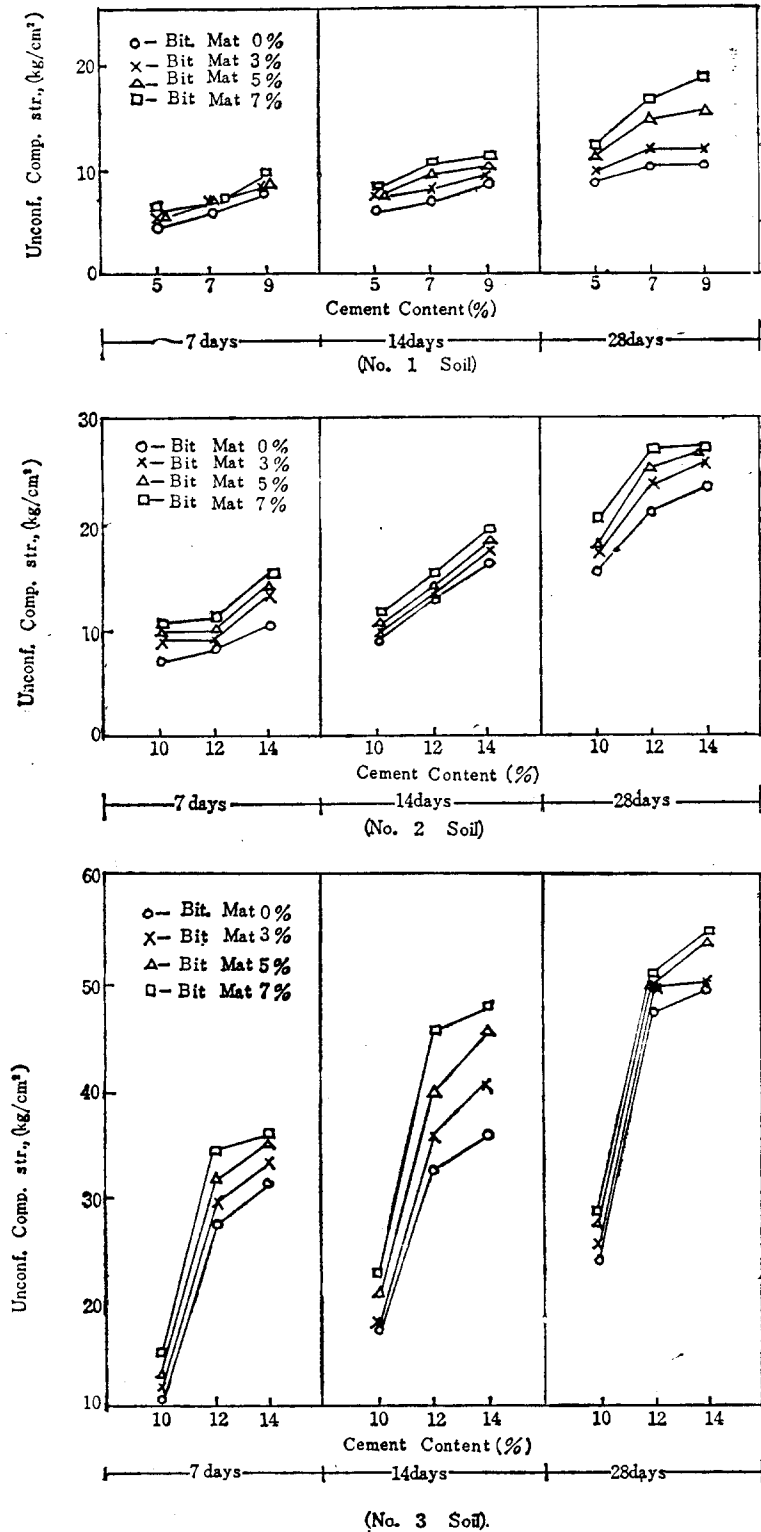 Unconf. Comp. str., (kg/cm²)
20
10
0
o— Bit. Mat 0%
×— Bit Mat 3%
△— Bit Mat 5%
□— Bit Mat 7%
5 7 9 5 7 9 5 7 9
Cement Content (%)
7 days 14days 28days
(No. 1 Soil)
Unconf. Comp. str., (kg/cm²)
30
20
10
0
o— Bit Mat 0%
×— Bit Mat 3%
△— Bit Mat 5%
□— Bit Mat 7%
10 12 14 10 12 14 10 12 14
Cement Content (%)
7 days 14days 28days
(No. 2 Soil)
Unconf. Comp. str., (kg/cm²)
60
50
40
30
20
10
o— Bit. Mat 0%
×— Bit Mat 3%
△— Bit Mat 5%
□— Bit Mat 7%
10 12 14 10 12 14 10 12 14
Cement Content (%)
7 days 14days 28days
(No. 3 Soil).